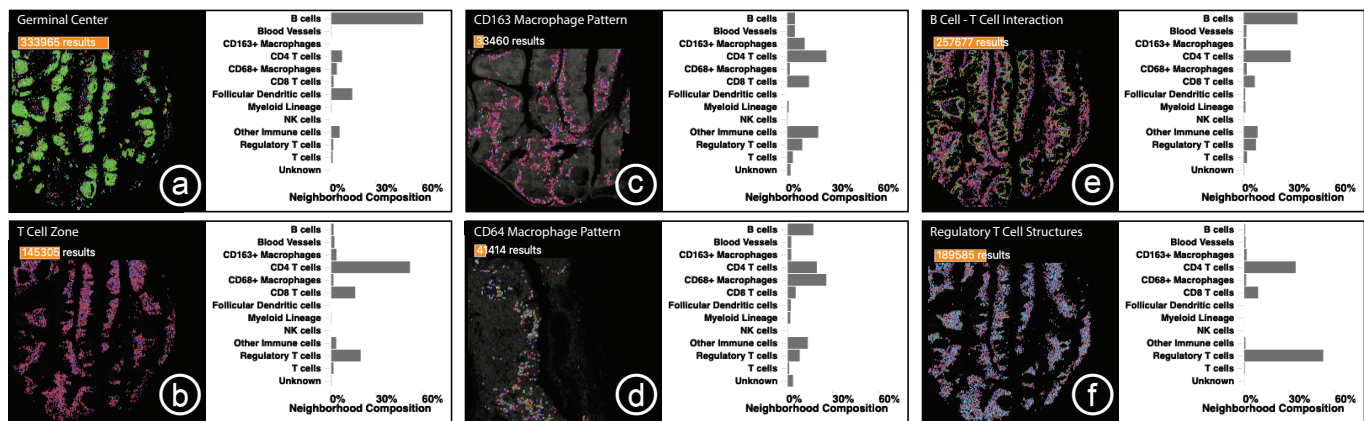 Germinal Center
333965 results
a
B cells
Blood Vessels
CD163+ Macrophages
CD4 T cells
CD68+ Macrophages
CD8 T cells
Follicular Dendritic cells
Myeloid Lineage
NK cells
Other Immune cells
Regulatory T cells
T cells
Unknown
0% 30% 60%
Neighborhood Composition
CD163 Macrophage Pattern
33460 results
c
B cells
Blood Vessels
CD163+ Macrophages
CD4 T cells
CD68+ Macrophages
CD8 T cells
Follicular Dendritic cells
Myeloid Lineage
NK cells
Other Immune cells
Regulatory T cells
T cells
Unknown
0% 30% 60%
Neighborhood Composition
B Cell - T Cell Interaction
257677 results
e
B cells
Blood Vessels
CD163+ Macrophages
CD4 T cells
CD68+ Macrophages
CD8 T cells
Follicular Dendritic cells
Myeloid Lineage
NK cells
Other Immune cells
Regulatory T cells
T cells
Unknown
0% 30% 60%
Neighborhood Composition
T Cell Zone
145305 results
b
B cells
Blood Vessels
CD163+ Macrophages
CD4 T cells
CD68+ Macrophages
CD8 T cells
Follicular Dendritic cells
Myeloid Lineage
NK cells
Other Immune cells
Regulatory T cells
T cells
Unknown
0% 30% 60%
Neighborhood Composition
CD64 Macrophage Pattern
41414 results
d
B cells
Blood Vessels
CD163+ Macrophages
CD4 T cells
CD68+ Macrophages
CD8 T cells
Follicular Dendritic cells
Myeloid Lineage
NK cells
Other Immune cells
Regulatory T cells
T cells
Unknown
0% 30% 60%
Neighborhood Composition
Regulatory T Cell Structures
189585 results
f
B cells
Blood Vessels
CD163+ Macrophages
CD4 T cells
CD68+ Macrophages
CD8 T cells
Follicular Dendritic cells
Myeloid Lineage
NK cells
Other Immune cells
Regulatory T cells
T cells
Unknown
0% 30% 60%
Neighborhood Composition